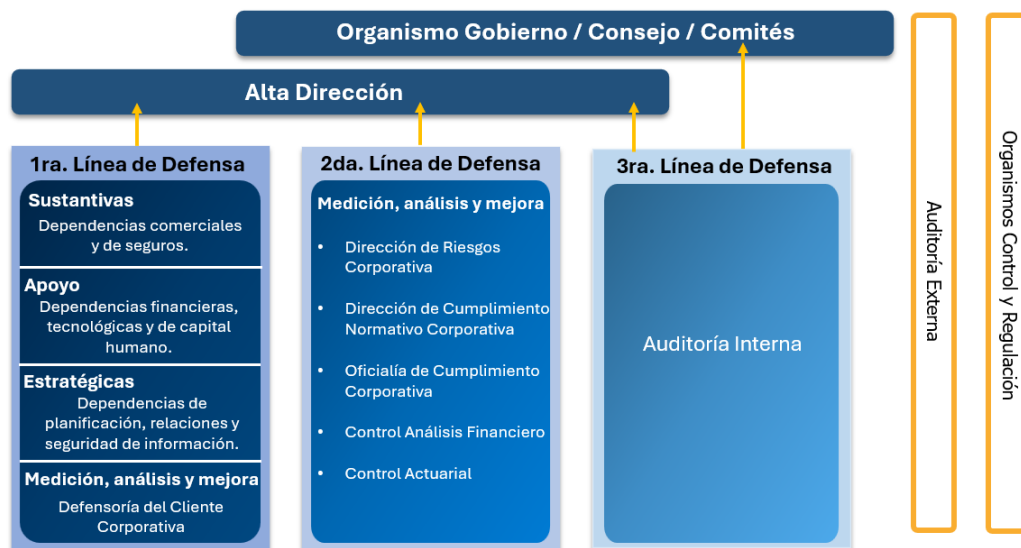 Organismo Gobierno / Consejo / Comités
Alta Dirección
1ra. Línea de Defensa
Sustantivas
Dependencias comerciales
y de seguros.
Apoyo
Dependencias financieras,
tecnológicas y de capital
humano.
Estratégicas
Dependencias de
planificación, relaciones y
seguridad de información.
Medición, análisis y mejora
Defensoría del Cliente
Corporativa
2da. Línea de Defensa
Medición, análisis y mejora
• Dirección de Riesgos
Corporativa
• Dirección de Cumplimiento
Normativo Corporativa
• Oficialía de Cumplimiento
Corporativa
• Control Análisis Financiero
• Control Actuarial
3ra. Línea de Defensa
Auditoría Interna
Auditoría Externa
Organismos Control y Regulación